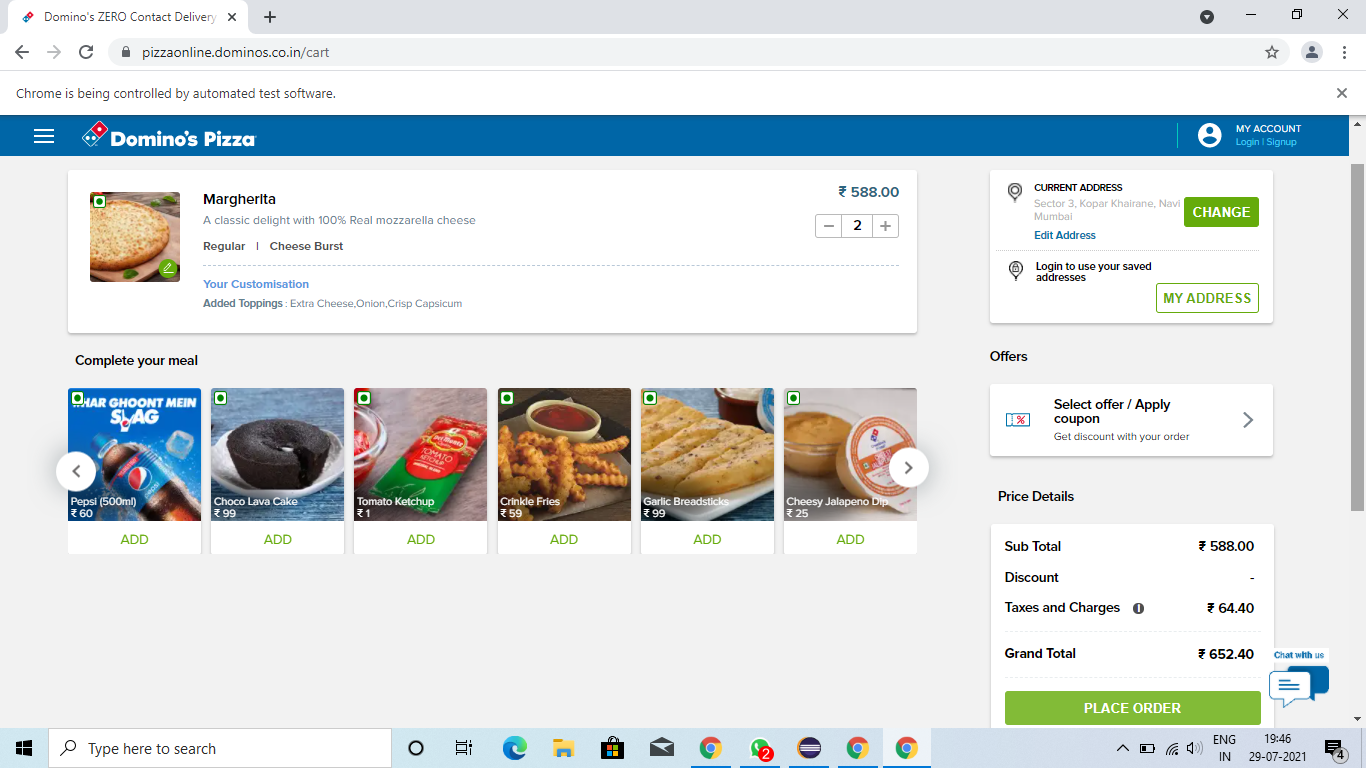 Domino's ZERO Contact Delivery
pizzaonline.dominos.co.in/cart
Chrome is being controlled by automated test software.
Domino's Pizza
MY ACCOUNT
Login | Signup
Margherita
₹ 588.00
A classic delight with 100% Real mozzarella cheese
2
Regular | Cheese Burst
Your Customisation
Added Toppings : Extra Cheese,Onion,Crisp Capsicum
CURRENT ADDRESS
Sector 3, Kopar Khairane, Navi
Mumbai
CHANGE
Edit Address
Login to use your saved
addresses
MY ADDRESS
Complete your meal
HAR GHOONT MEIN
SWAG
pepsi
Pepsi (500ml)
₹ 60
ADD
Choco Lava Cake
₹ 99
ADD
TOMATO
KETCHUP
Tomato Ketchup
₹ 1
ADD
Crinkle Fries
₹ 59
ADD
Garlic Breadsticks
₹ 99
ADD
Cheesy Jalapeno Dip
₹ 25
ADD
Offers
%
Select offer / Apply
coupon
Get discount with your order
Price Details
Sub Total ₹ 588.00
Discount -
Taxes and Charges ₹ 64.40
Grand Total ₹ 652.40
PLACE ORDER
Chat with us
Type here to search
2
ENG
IN
19:46
29-07-2021
4